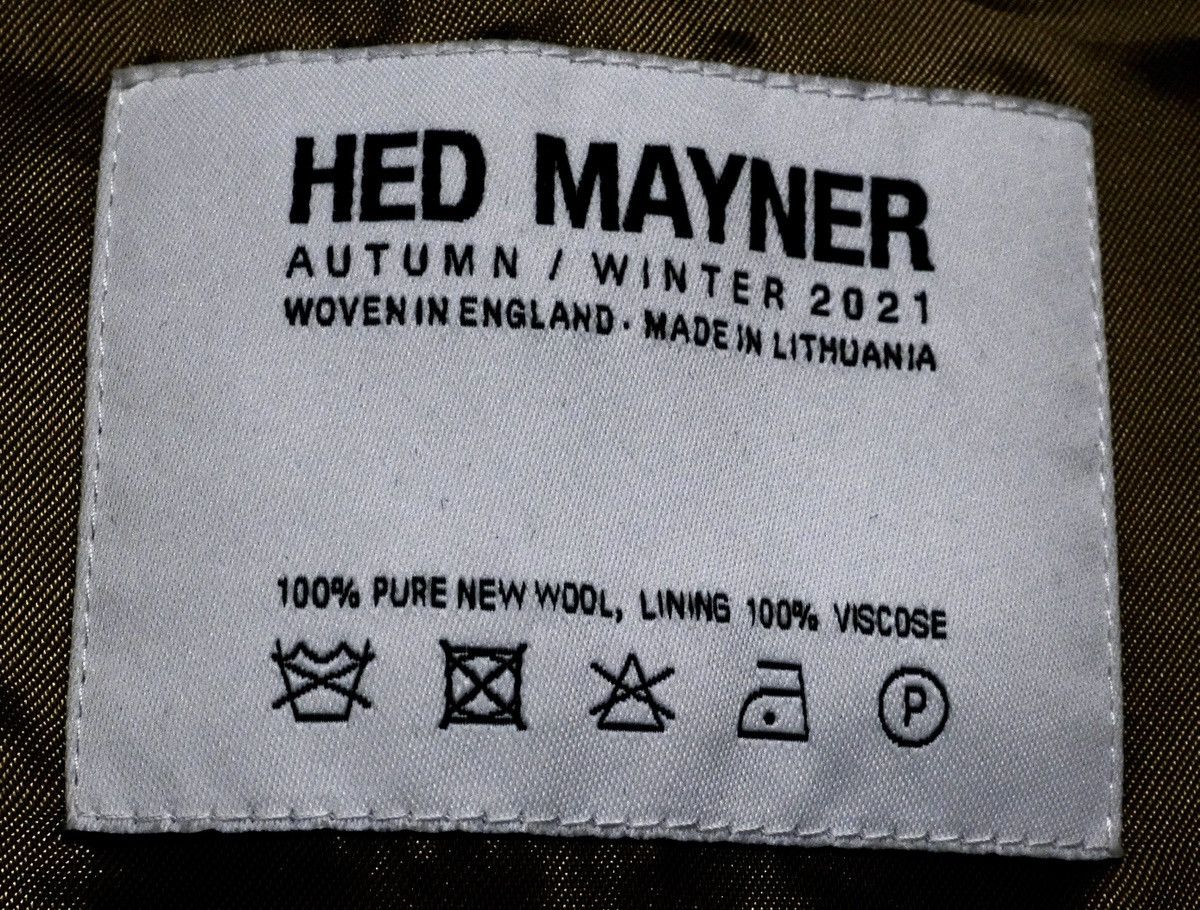 HED MAYNER
AUTUMN / WINTER 2021
WOVEN IN ENGLAND · MADE IN LITHUANIA
100% PURE NEW WOOL, LINING 100% VISCOSE
P